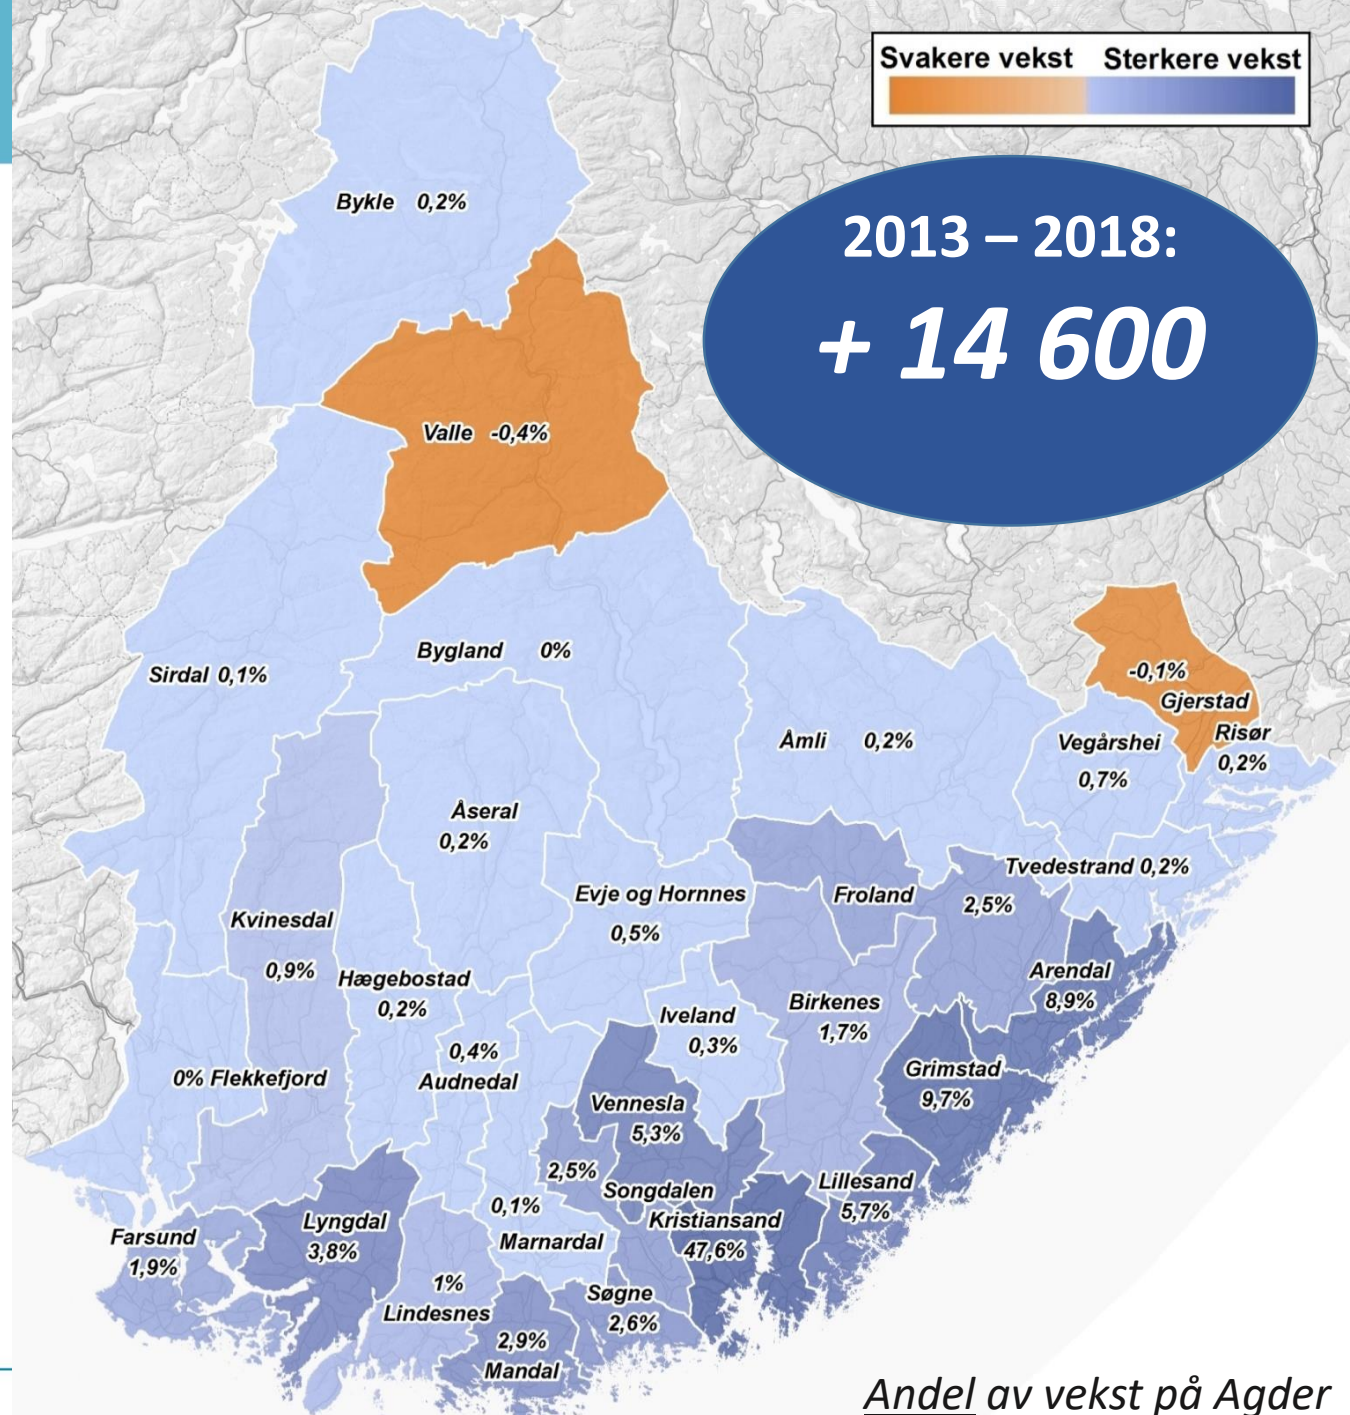 Svakere vekst Sterkere vekst
2013 – 2018:
+ 14 600
Bykle 0,2%
Valle -0,4%
Bygland 0%
Sirdal 0,1%
-0,1%
Gjerstad
Risør
0,2%
Vegårshei
0,7%
Åmli 0,2%
Åseral
0,2%
Tvedestrand 0,2%
Evje og Hornnes
0,5%
Froland
2,5%
Kvinesdal
0,9%
Hægebostad
0,2%
Arendal
8,9%
Birkenes
1,7%
Iveland
0,3%
0,4%
Audnedal
0% Flekkefjord
Grimstad
9,7%
Vennesla
5,3%
2,5%
Songdalen
Lillesand
5,7%
0,1%
Marnardal
Kristiansand
47,6%
Lyngdal
3,8%
Farsund
1,9%
1%
Lindesnes
Søgne
2,6%
2,9%
Mandal
Andel av vekst på Agder